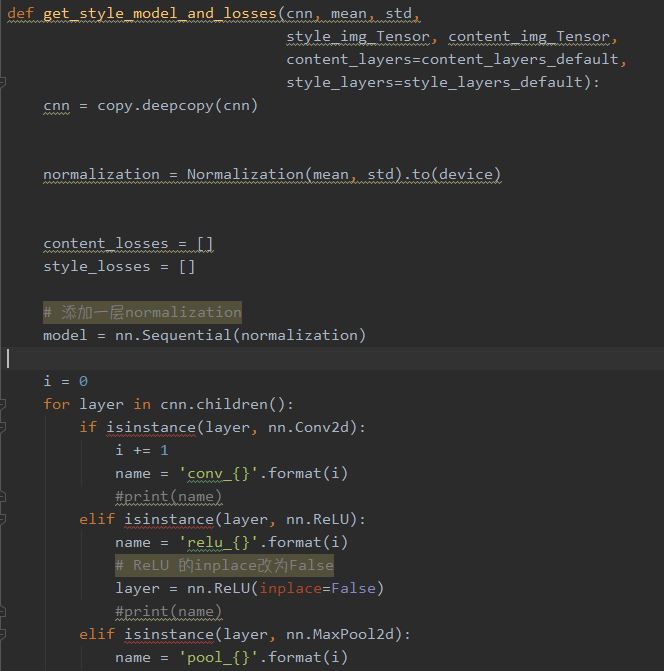 def get_style_model_and_losses(cnn, mean, std,
                               style_img_Tensor, content_img_Tensor,
                               content_layers=content_layers_default,
                               style_layers=style_layers_default):
    cnn = copy.deepcopy(cnn)
    normalization = Normalization(mean, std).to(device)
    content_losses = []
    style_losses = []
    # 添加一层normalization
    model = nn.Sequential(normalization)
    i = 0
    for layer in cnn.children():
        if isinstance(layer, nn.Conv2d):
            i += 1
            name = 'conv_{}'.format(i)
            #print(name)
        elif isinstance(layer, nn.ReLU):
            name = 'relu_{}'.format(i)
            # ReLU 的inplace改为False
            layer = nn.ReLU(inplace=False)
            #print(name)
        elif isinstance(layer, nn.MaxPool2d):
            name = 'pool_{}'.format(i)